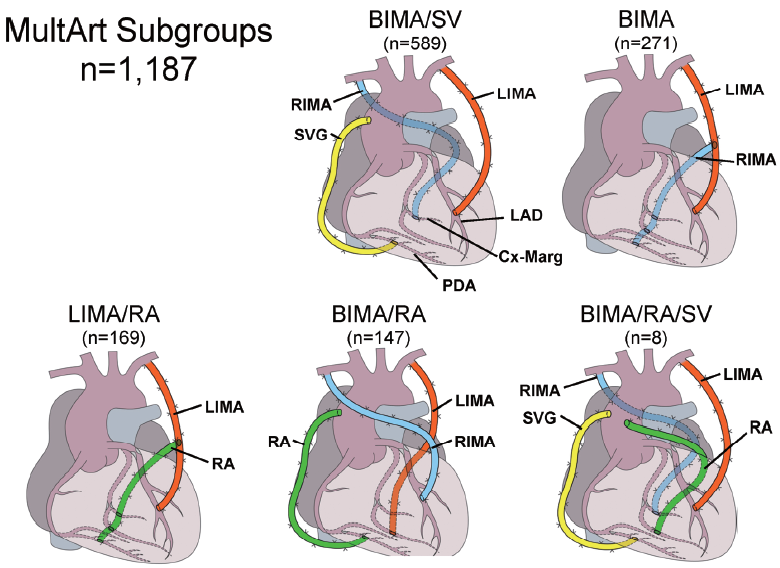 MultArt Subgroups
n=1,187
BIMA/SV
(n=589)
RIMA
LIMA
SVG
LAD
Cx-Marg
PDA
BIMA
(n=271)
LIMA
RIMA
LIMA/RA
(n=169)
LIMA
RA
BIMA/RA
(n=147)
LIMA
RA
RIMA
BIMA/RA/SV
(n=8)
RIMA
LIMA
SVG
RA